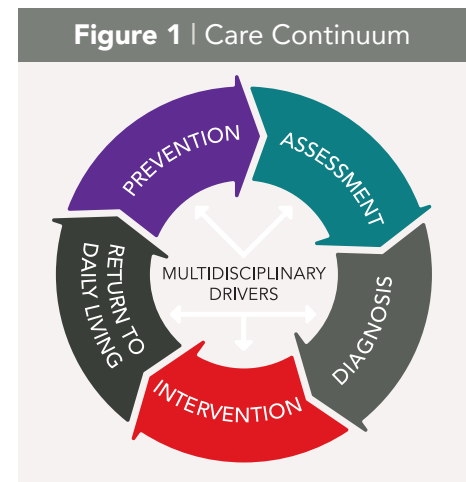 Figure 1 | Care Continuum
PREVENTION
ASSESSMENT
DIAGNOSIS
INTERVENTION
RETURN TO
DAILY LIVING
MULTIDISCIPLINARY
DRIVERS